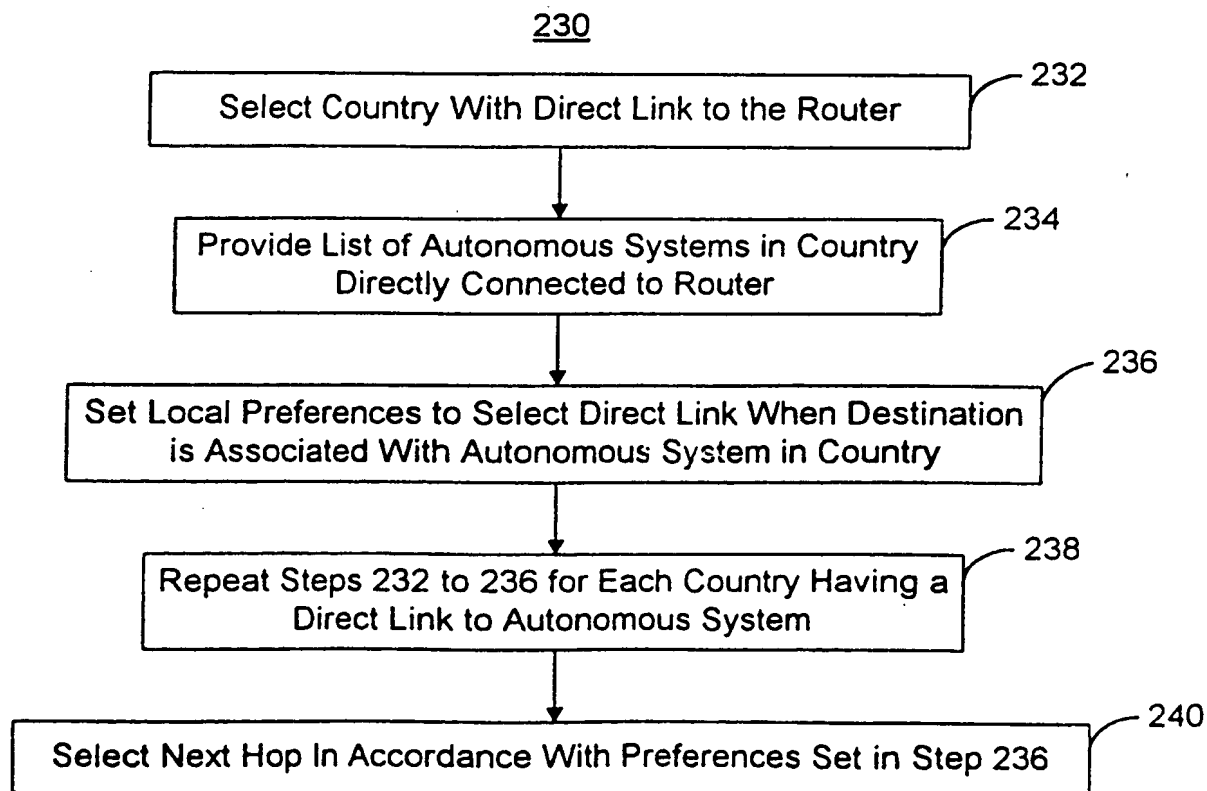 230
232
Select Country With Direct Link to the Router
234
Provide List of Autonomous Systems in Country
Directly Connected to Router
236
Set Local Preferences to Select Direct Link When Destination
is Associated With Autonomous System in Country
238
Repeat Steps 232 to 236 for Each Country Having a
Direct Link to Autonomous System
240
Select Next Hop In Accordance With Preferences Set in Step 236